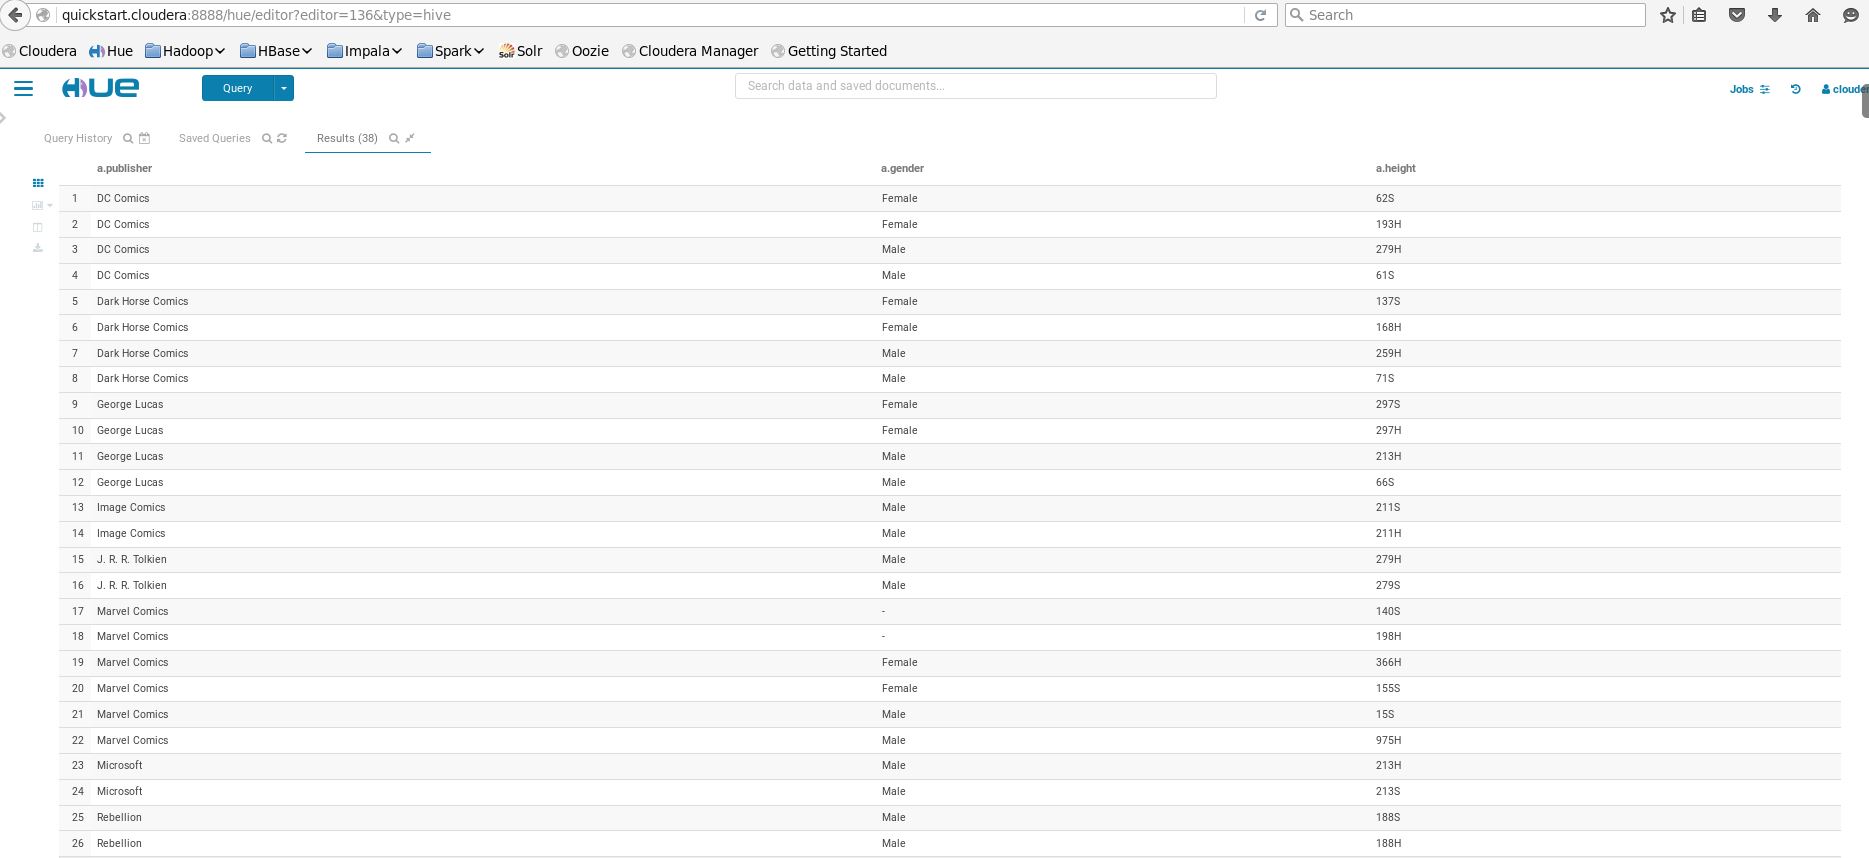 quickstart.cloudera:8888/hue/editor?editor=136&type=hive Search
Cloudera Hue Hadoop HBase Impala Spark Solr Solr Oozie Cloudera Manager Getting Started
HUE Query Search data and saved documents... Jobs
Query History Saved Queries Results (38)
a.publisher a.gender a.height
1 DC Comics Female 62S
2 DC Comics Female 193H
3 DC Comics Male 279H
4 DC Comics Male 61S
5 Dark Horse Comics Female 137S
6 Dark Horse Comics Female 168H
7 Dark Horse Comics Male 259H
8 Dark Horse Comics Male 71S
9 George Lucas Female 297S
10 George Lucas Female 297H
11 George Lucas Male 213H
12 George Lucas Male 66S
13 Image Comics Male 211S
14 Image Comics Male 211H
15 J. R. R. Tolkien Male 279H
16 J. R. R. Tolkien Male 279S
17 Marvel Comics - 140S
18 Marvel Comics - 198H
19 Marvel Comics Female 366H
20 Marvel Comics Female 155S
21 Marvel Comics Male 15S
22 Marvel Comics Male 975H
23 Microsoft Male 213H
24 Microsoft Male 213S
25 Rebellion Male 188S
26 Rebellion Male 188H